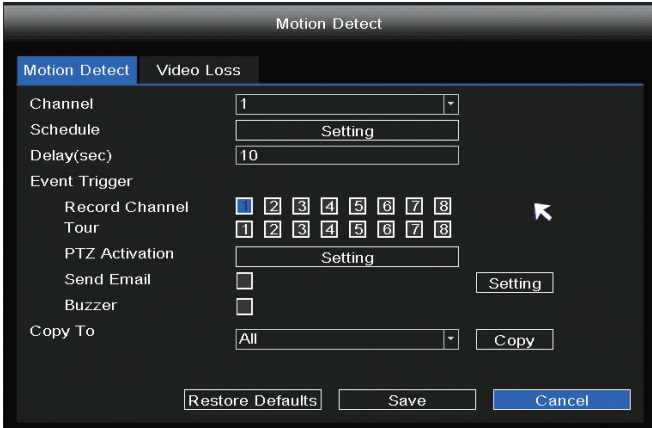 Motion Detect
Motion Detect Video Loss
Channel 1
Schedule Setting
Delay(sec) 10
Event Trigger
Record Channel 1 2 3 4 5 6 7 8
Tour 1 2 3 4 5 6 7 8
PTZ Activation Setting
Send Email Setting
Buzzer
Copy To All Copy
Restore Defaults Save Cancel